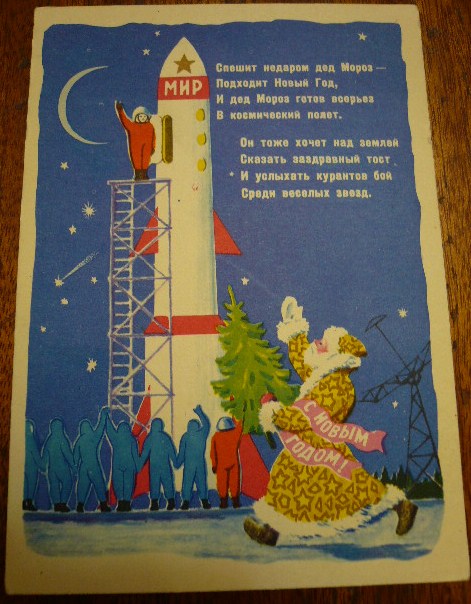 Спешит недаром дед Мороз —
Подходит Новый Год,
И дед Мороз готов всерьез
В космический полет.
Он тоже хочет над землей
Сказать заздравный тост
И услыхать курантов бой
Среди веселых звезд.
МИР
С НОВЫМ
ГОДОМ!